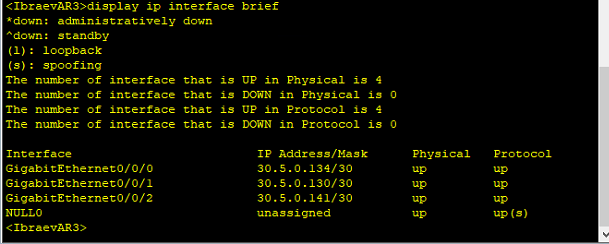 <IbraevAR3>display ip interface brief
*down: administratively down
^down: standby
(l): loopback
(s): spoofing
The number of interface that is UP in Physical is 4
The number of interface that is DOWN in Physical is 0
The number of interface that is UP in Protocol is 4
The number of interface that is DOWN in Protocol is 0
Interface IP Address/Mask Physical Protocol
GigabitEthernet0/0/0 30.5.0.134/30 up up
GigabitEthernet0/0/1 30.5.0.130/30 up up
GigabitEthernet0/0/2 30.5.0.141/30 up up
NULL0 unassigned up up(s)
<IbraevAR3>